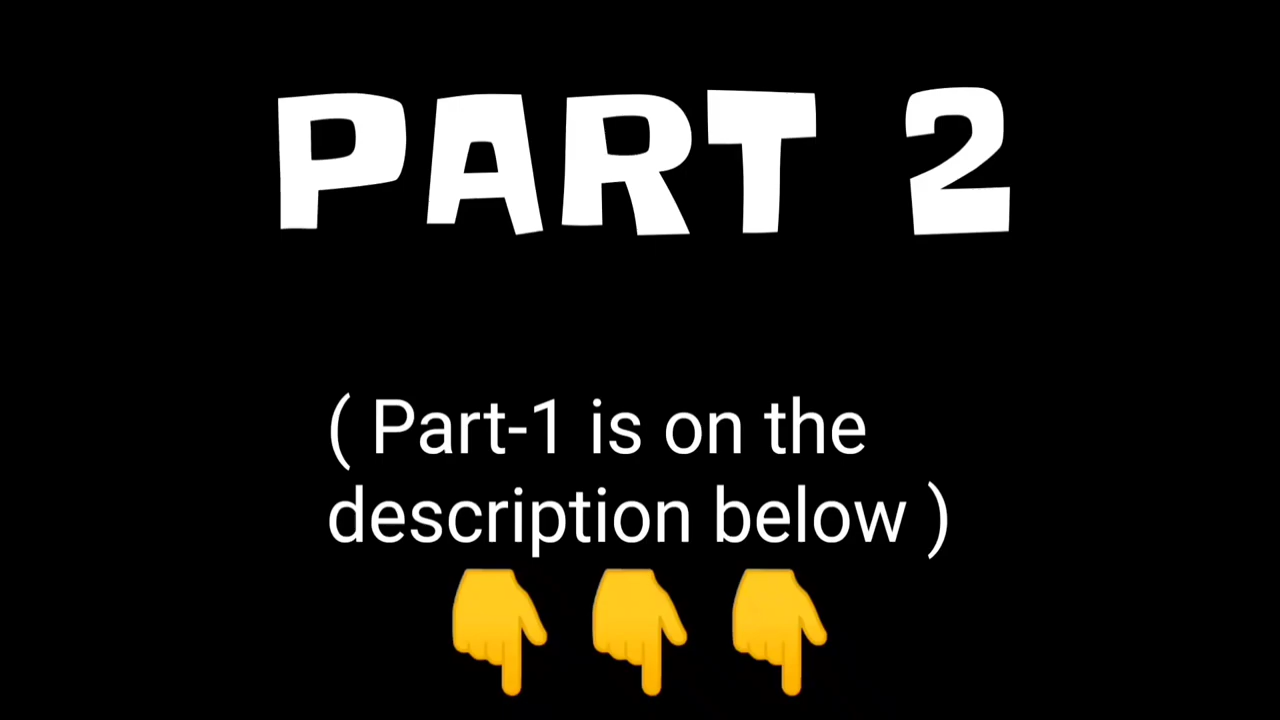 PART 2
( Part-1 is on the
description below )
👇👇👇